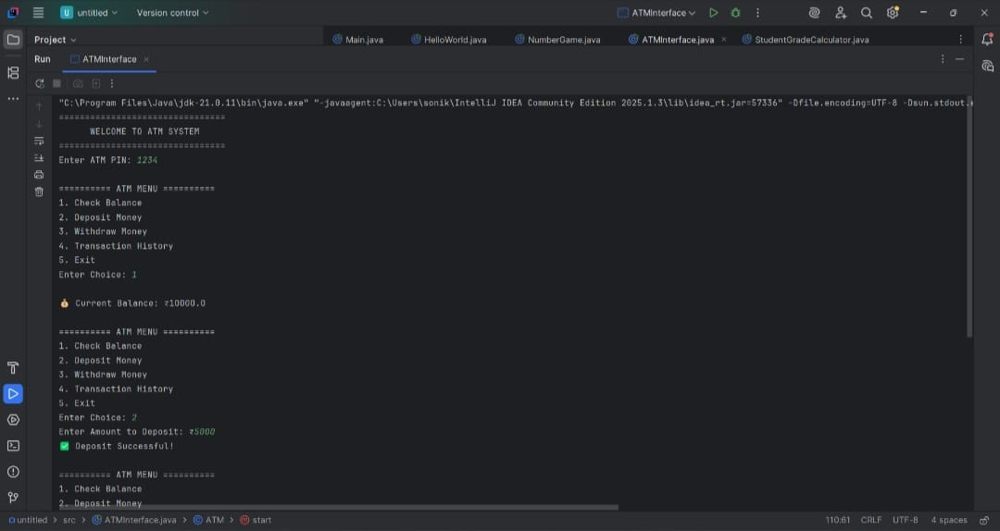 untitled Version control ATMInterface
Project Main.java HelloWorld.java NumberGame.java ATMInterface.java StudentGradeCalculator.java
Run ATMInterface
"C:\Program Files\Java\jdk-21.0.11\bin\java.exe" "-javaagent:C:\Users\sonik\IntelliJ IDEA Community Edition 2025.1.3\lib\idea_rt.jar=57336" -Dfile.encoding=UTF-8 -Dsun.stdout.e
================================
WELCOME TO ATM SYSTEM
================================
Enter ATM PIN: 1234
========== ATM MENU ==========
1. Check Balance
2. Deposit Money
3. Withdraw Money
4. Transaction History
5. Exit
Enter Choice: 1
💰 Current Balance: ₹10000.0
========== ATM MENU ==========
1. Check Balance
2. Deposit Money
3. Withdraw Money
4. Transaction History
5. Exit
Enter Choice: 2
Enter Amount to Deposit: ₹5000
✅ Deposit Successful!
========== ATM MENU ==========
1. Check Balance
2. Deposit Money
untitled > src > ATMInterface.java > ATM > start 110:61 CRLF UTF-8 4 spaces